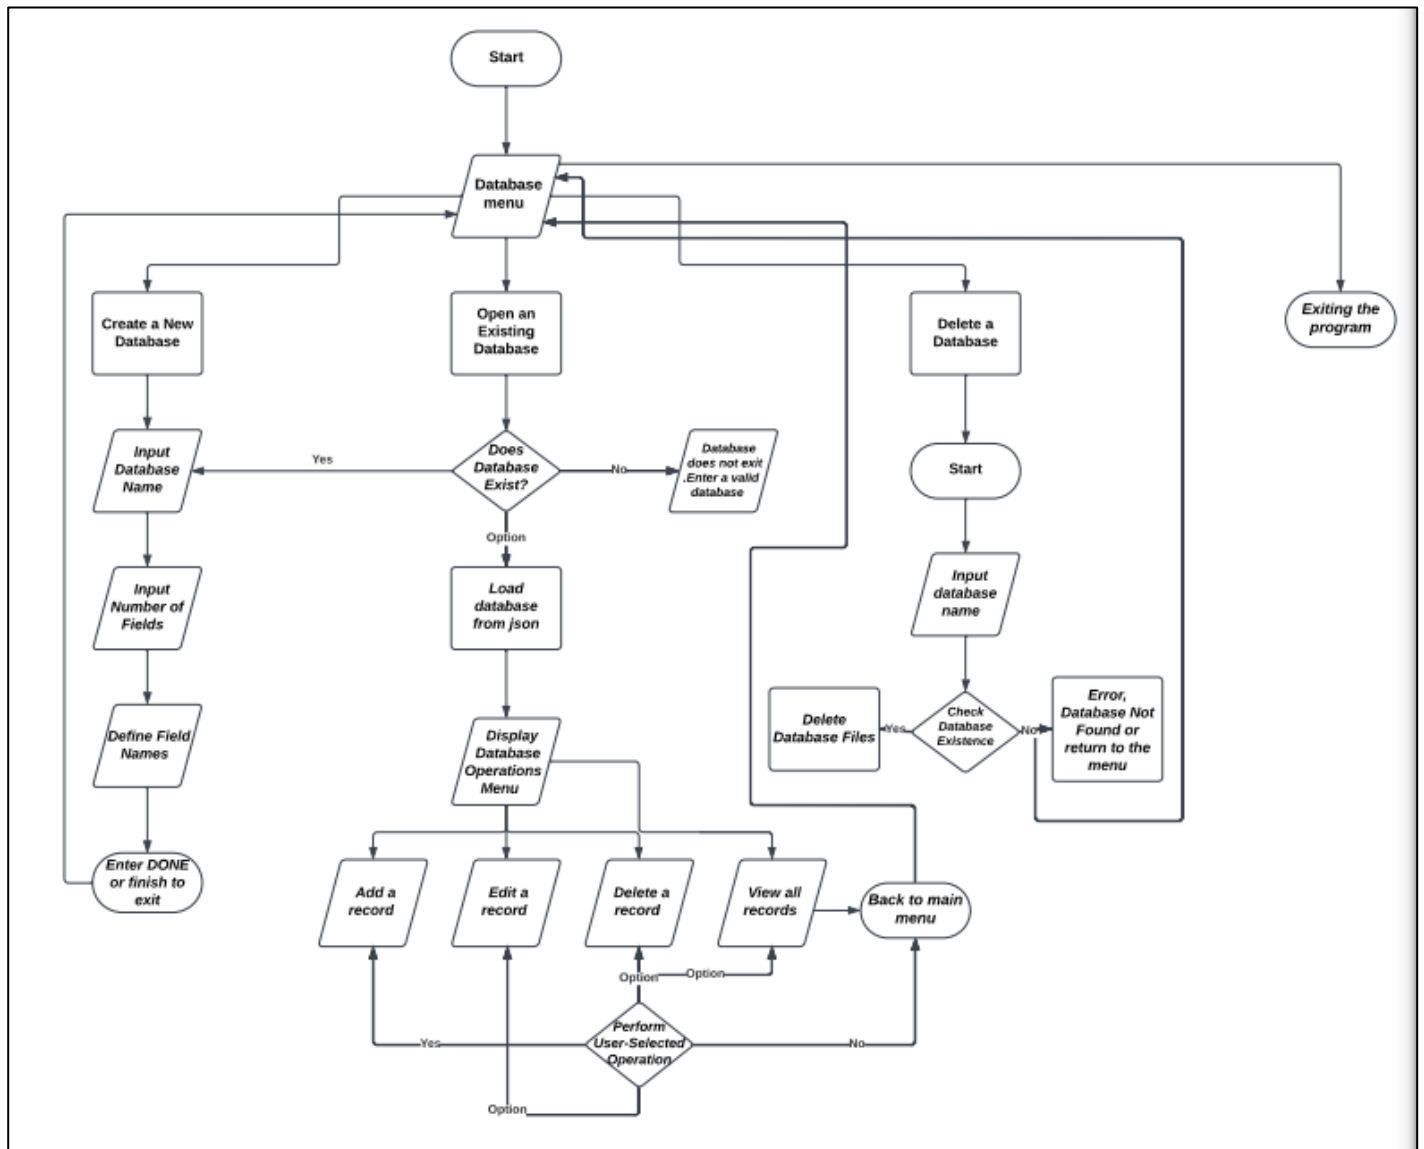 Start
Database
menu
Create a New
Database
Open an
Existing
Database
Delete a
Database
Exiting the
program
Input
Database
Name
Yes
Does
Database
Exist?
No
Database
does not exit
.Enter a valid
database
Start
Option
Input
Number of
Fields
Load
database
from json
Input
database
name
Define Field
Names
Display
Database
Operations
Menu
Delete
Database Files
Yes
Check
Database
Existence
No
Error,
Database Not
Found or
return to the
menu
Enter DONE
or finish to
exit
Add a
record
Edit a
record
Delete a
record
View all
records
Back to main
menu
Option
Option
Yes
Perform
User-Selected
Operation
No
Option